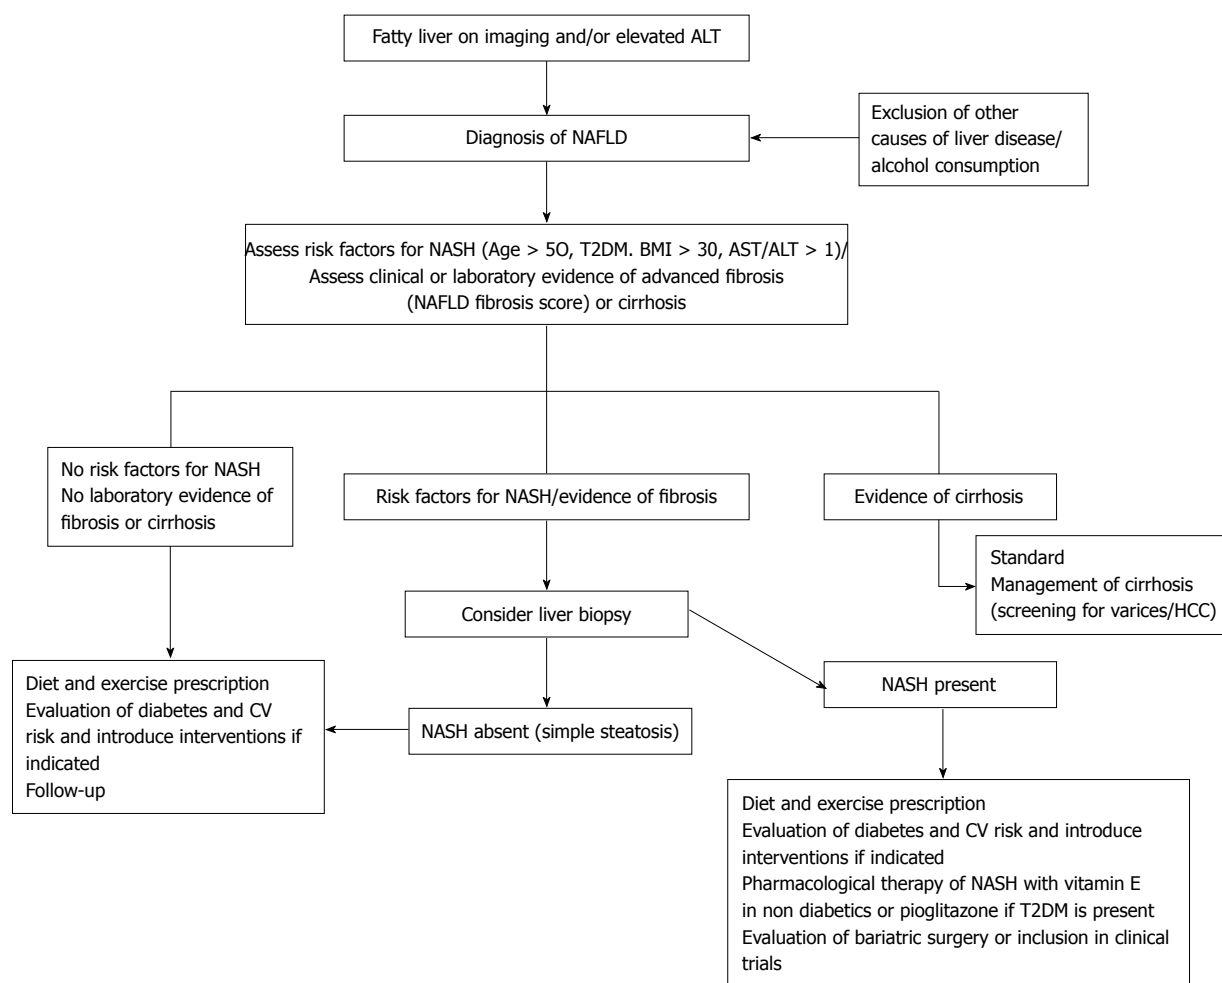 Fatty liver on imaging and/or elevated ALT
Diagnosis of NAFLD
Exclusion of other
causes of liver disease/
alcohol consumption
Assess risk factors for NASH (Age > 5O, T2DM. BMI > 30, AST/ALT > 1)/
Assess clinical or laboratory evidence of advanced fibrosis
(NAFLD fibrosis score) or cirrhosis
No risk factors for NASH
No laboratory evidence of
fibrosis or cirrhosis
Risk factors for NASH/evidence of fibrosis
Evidence of cirrhosis
Standard
Management of cirrhosis
(screening for varices/HCC)
Consider liver biopsy
Diet and exercise prescription
Evaluation of diabetes and CV
risk and introduce interventions if
indicated
Follow-up
NASH absent (simple steatosis)
NASH present
Diet and exercise prescription
Evaluation of diabetes and CV risk and introduce
interventions if indicated
Pharmacological therapy of NASH with vitamin E
in non diabetics or pioglitazone if T2DM is present
Evaluation of bariatric surgery or inclusion in clinical
trials